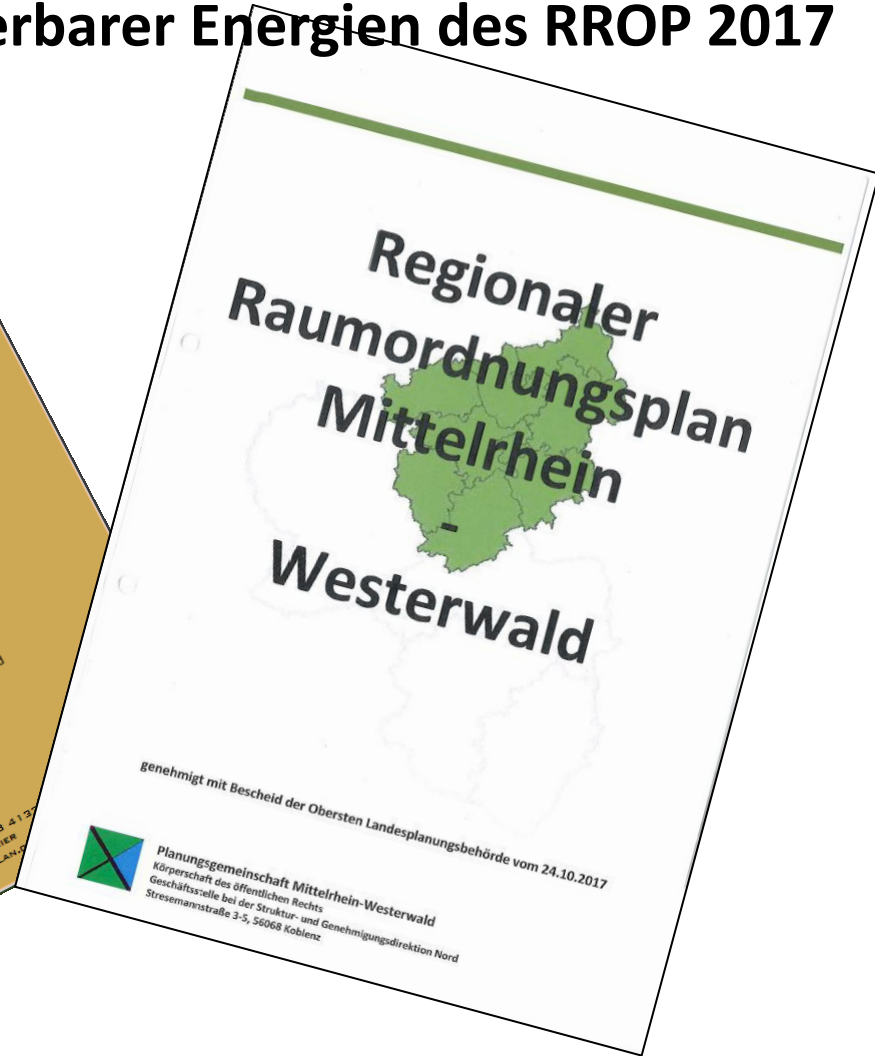 erbarer Energien des RROP 2017
Regionaler
Raumordnungsplan
Mittelrhein
-
Westerwald
genehmigt mit Bescheid der Obersten Landesplanungsbehörde vom 24.10.2017
Planungsgemeinschaft Mittelrhein-Westerwald
Körperschaft des öffentlichen Rechts
Geschäftsstelle bei der Struktur- und Genehmigungsdirektion Nord
Stresemannstraße 3-5, 56068 Koblenz